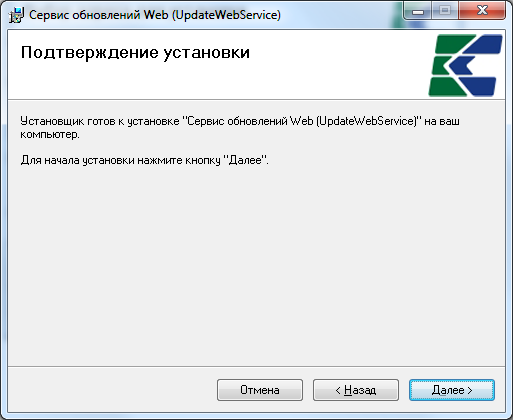 Сервис обновлений Web (UpdateWebService)
Подтверждение установки
Установщик готов к установке "Сервис обновлений Web (UpdateWebService)" на ваш
компьютер.
Для начала установки нажмите кнопку "Далее".
Отмена
< Назад
Далее >